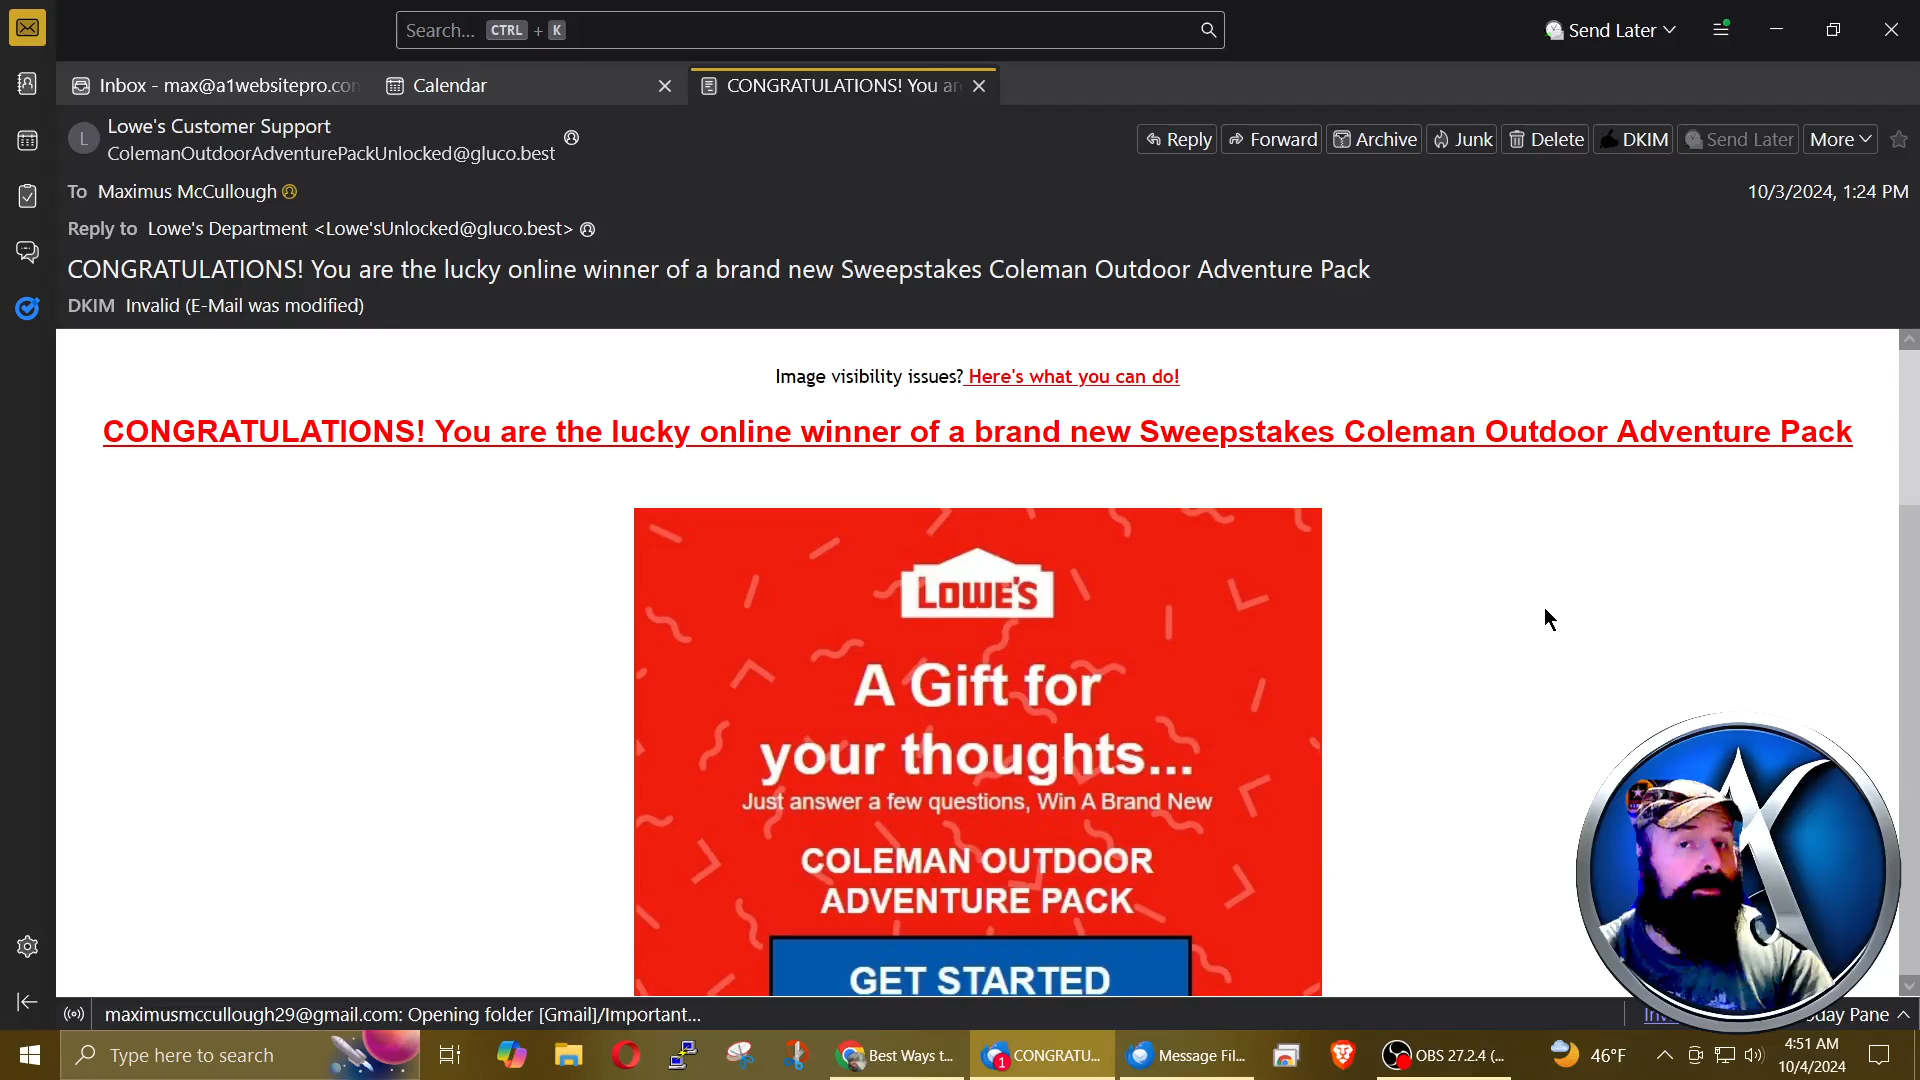 Search... CTRL + K
Send Later
Inbox - max@a1websitepro.con
Calendar
CONGRATULATIONS! You ar
L
Lowe's Customer Support
ColemanOutdoorAdventurePackUnlocked@gluco.best
Reply
Forward
Archive
Junk
Delete
DKIM
Send Later
More
To Maximus McCullough
10/3/2024, 1:24 PM
Reply to Lowe's Department <Lowe'sUnlocked@gluco.best>
CONGRATULATIONS! You are the lucky online winner of a brand new Sweepstakes Coleman Outdoor Adventure Pack
DKIM Invalid (E-Mail was modified)
Image visibility issues? Here's what you can do!
CONGRATULATIONS! You are the lucky online winner of a brand new Sweepstakes Coleman Outdoor Adventure Pack
LOWE'S
A Gift for
your thoughts...
Just answer a few questions, Win A Brand New
COLEMAN OUTDOOR
ADVENTURE PACK
GET STARTED
maximusmccullough29@gmail.com: Opening folder [Gmail]/Important...
day Pane
Type here to search
Best Ways t...
1
CONGRATU...
Message Fil...
OBS 27.2.4 (...
46°F
4:51 AM
10/4/2024